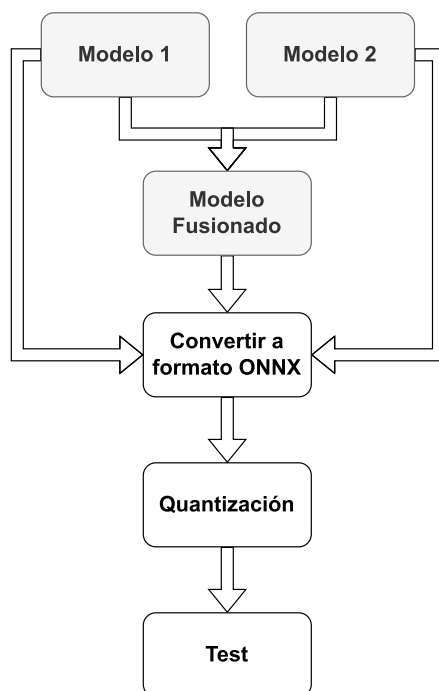 Modelo 1
Modelo 2
Modelo
Fusionado
Convertir a
formato ONNX
Quantización
Test